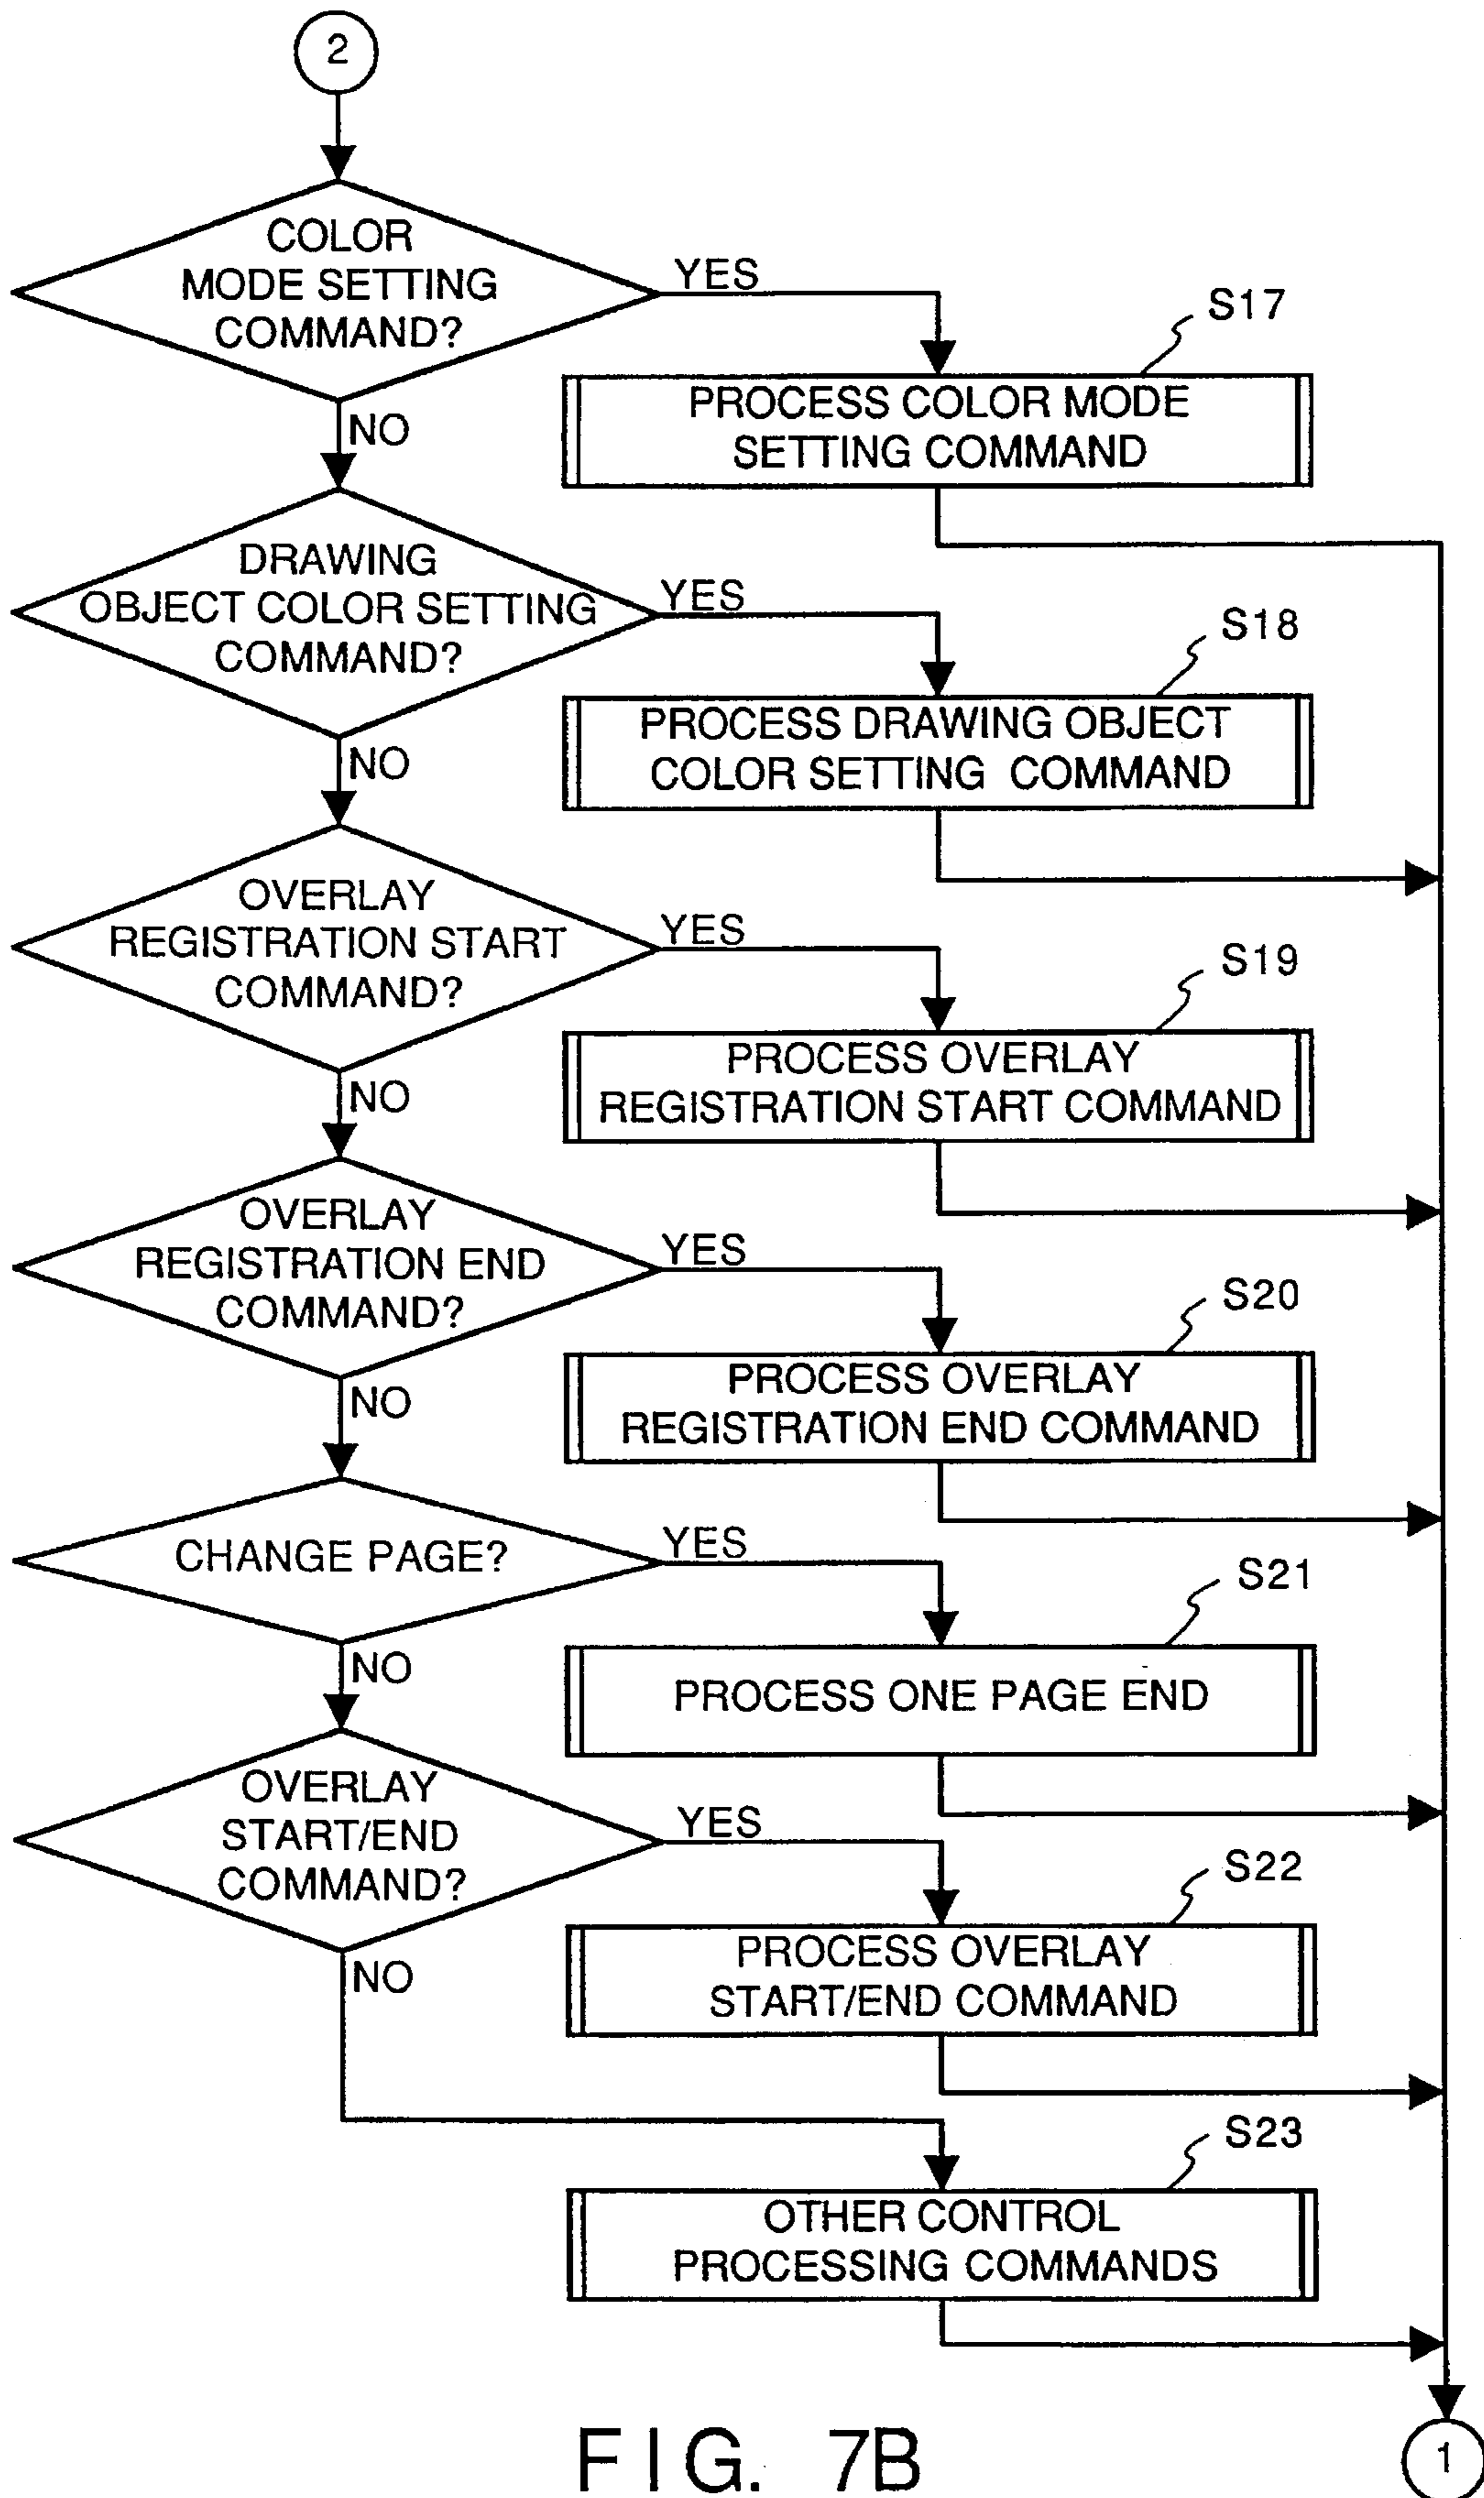 2
COLOR
MODE SETTING
COMMAND?
YES
S17
PROCESS COLOR MODE
SETTING COMMAND
NO
DRAWING
OBJECT COLOR SETTING
COMMAND?
YES
S18
PROCESS DRAWING OBJECT
COLOR SETTING COMMAND
NO
OVERLAY
REGISTRATION START
COMMAND?
YES
S19
PROCESS OVERLAY
REGISTRATION START COMMAND
NO
OVERLAY
REGISTRATION END
COMMAND?
YES
S20
PROCESS OVERLAY
REGISTRATION END COMMAND
NO
CHANGE PAGE?
YES
S21
PROCESS ONE PAGE END
NO
OVERLAY
START/END
COMMAND?
YES
S22
PROCESS OVERLAY
START/END COMMAND
NO
S23
OTHER CONTROL
PROCESSING COMMANDS
1
FIG. 7B